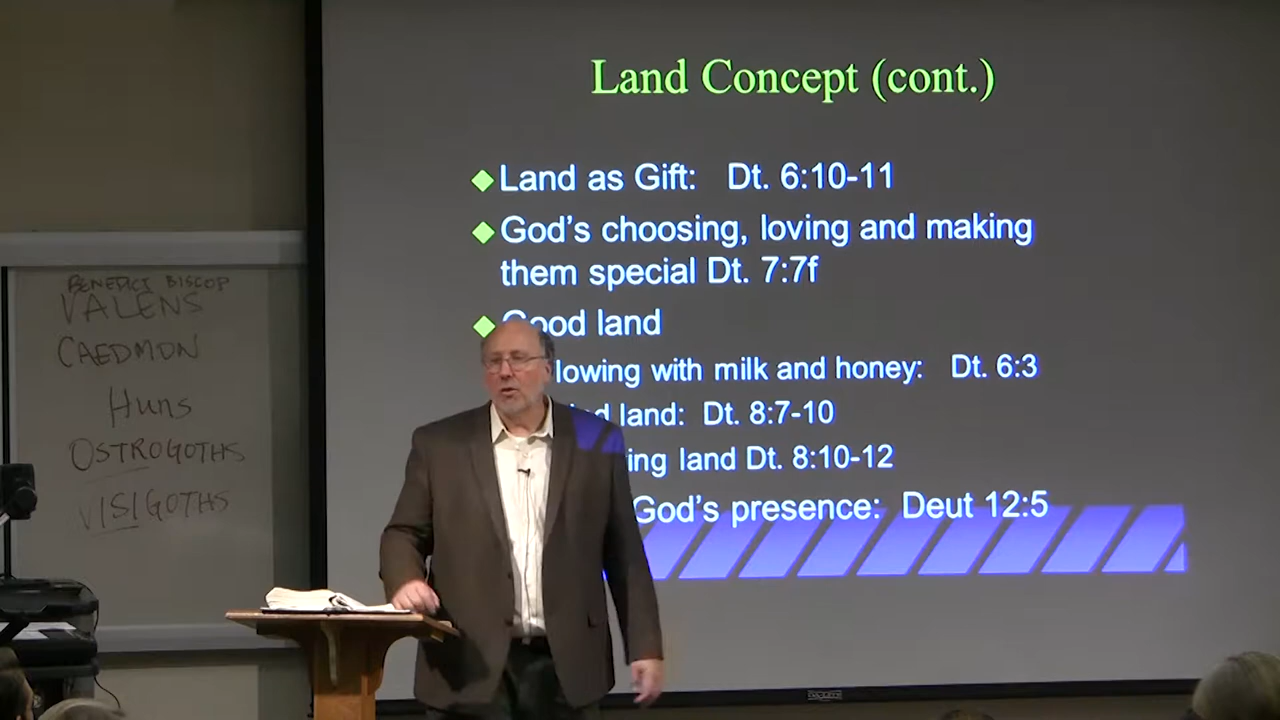 Land Concept (cont.)
Land as Gift: Dt. 6:10-11
God's choosing, loving and making
them special Dt. 7:7f
Good land
lowing with milk and honey: Dt. 6:3
land: Dt. 8:7-10
ing land Dt. 8:10-12
God's presence: Deut 12:5
BENEDICT BISCOP
VALENS
CAEDMON
Huns
OSTROGOTHS
VISIGOTHS